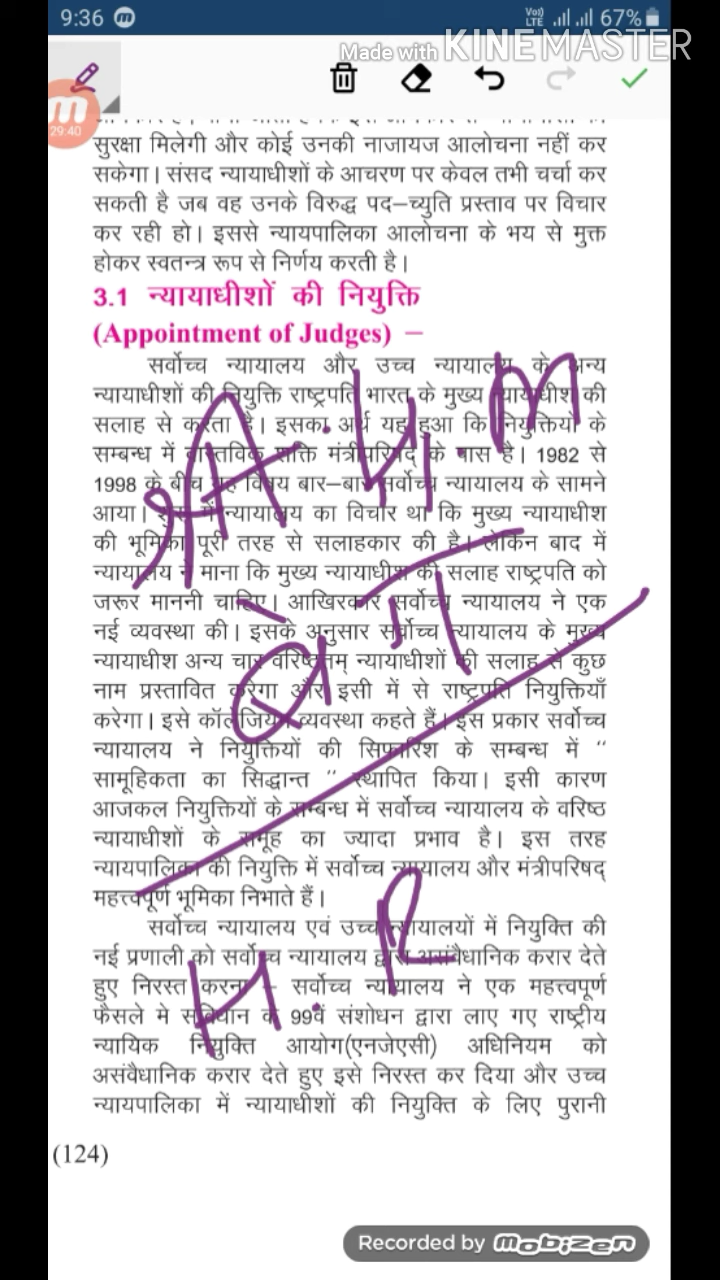 9:36
67%
Made with KINEMASTER
29:40
सुरक्षा मिलेगी और कोई उनकी नाजायज आलोचना नहीं कर
सकेगा। संसद न्यायाधीशों के आचरण पर केवल तभी चर्चा कर
सकती है जब वह उनके विरुद्ध पद–च्युति प्रस्ताव पर विचार
कर रही हो। इससे न्यायपालिका आलोचना के भय से मुक्त
होकर स्वतन्त्र रूप से निर्णय करती है।
3.1 न्यायाधीशों की नियुक्ति
(Appointment of Judges) –
सर्वोच्च न्यायालय और उच्च न्यायालय के अन्य
न्यायाधीशों की नियुक्ति राष्ट्रपति भारत के मुख्य न्यायाधीश की
सलाह से करता है। इसका अर्थ यह हुआ कि नियुक्तियों के
सम्बन्ध में वास्तविक शक्ति मंत्रीपरिषद् के पास है। 1982 से
1998 के बीच यह विषय बार–बार सर्वोच्च न्यायालय के सामने
आया। में न्यायालय का विचार था कि मुख्य न्यायाधीश
की भूमिका पूरी तरह से सलाहकार की है। लेकिन बाद में
न्यायालय ने माना कि मुख्य न्यायाधीश की सलाह राष्ट्रपति को
जरूर माननी चाहिए। आखिरकार सर्वोच्च न्यायालय ने एक
नई व्यवस्था की। इसके अनुसार सर्वोच्च न्यायालय के मुख्य
न्यायाधीश अन्य चार वरिष्ठतम् न्यायाधीशों की सलाह से कुछ
नाम प्रस्तावित करेगा और इसी में से राष्ट्रपति नियुक्तियाँ
करेगा। इसे कॉलेजियम व्यवस्था कहते हैं। इस प्रकार सर्वोच्च
न्यायालय ने नियुक्तियों की सिफारिश के सम्बन्ध में "
सामूहिकता का सिद्धान्त " स्थापित किया। इसी कारण
आजकल नियुक्तियों के सम्बन्ध में सर्वोच्च न्यायालय के वरिष्ठ
न्यायाधीशों के समूह का ज्यादा प्रभाव है। इस तरह
न्यायपालिका की नियुक्ति में सर्वोच्च न्यायालय और मंत्रीपरिषद्
महत्त्वपूर्ण भूमिका निभाते हैं।
सर्वोच्च न्यायालय एवं उच्च न्यायालयों में नियुक्ति की
नई प्रणाली को सर्वोच्च न्यायालय द्वारा असंवैधानिक करार देते
हुए निरस्त करना – सर्वोच्च न्यायालय ने एक महत्त्वपूर्ण
फैसले मे संविधान के 99वें संशोधन द्वारा लाए गए राष्ट्रीय
न्यायिक नियुक्ति आयोग(एनजेएसी) अधिनियम को
असंवैधानिक करार देते हुए इसे निरस्त कर दिया और उच्च
न्यायपालिका में न्यायाधीशों की नियुक्ति के लिए पुरानी
H.R
(124)
Recorded by mobizen